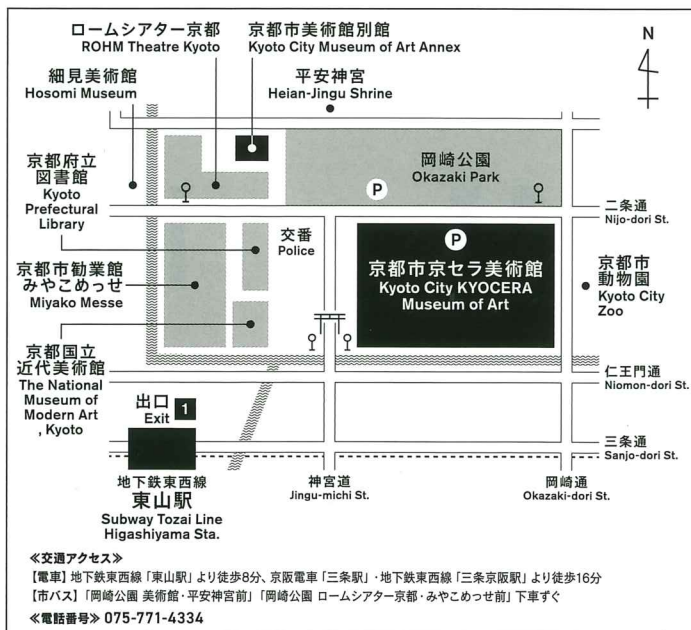 ロームシアター京都
ROHM Theatre Kyoto
京都市美術館別館
Kyoto City Museum of Art Annex
N
細見美術館
Hosomi Museum
平安神宮
Heian-Jingu Shrine
京都府立
図書館
Kyoto
Prefectural
Library
岡崎公園
Okazaki Park
P
二条通
Nijo-dori St.
交番
Police
P
京都市勧業館
みやこめっせ
Miyako Messe
京都市京セラ美術館
Kyoto City KYOCERA
Museum of Art
京都市
動物園
Kyoto City
Zoo
京都国立
近代美術館
The National
Museum of
Modern Art
, Kyoto
仁王門通
Niomon-dori St.
出口
Exit
1
三条通
Sanjo-dori St.
地下鉄東西線
東山駅
Subway Tozai Line
Higashiyama Sta.
神宮道
Jingu-michi St.
岡崎通
Okazaki-dori St.
≪交通アクセス≫
【電車】地下鉄東西線「東山駅」より徒歩8分、京阪電車「三条駅」・地下鉄東西線「三条京阪駅」より徒歩16分
【市バス】「岡崎公園 美術館・平安神宮前」「岡崎公園 ロームシアター京都・みやこめっせ前」下車すぐ
≪電話番号≫ 075-771-4334